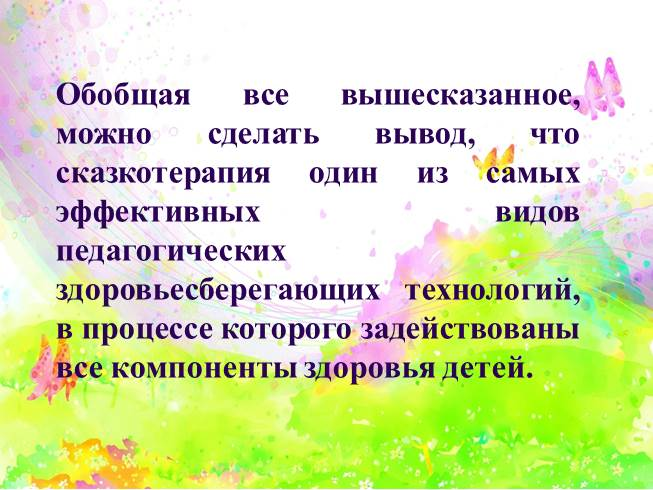 Обобщая все вышесказанное,
можно сделать вывод, что
сказкотерапия один из самых
эффективных видов
педагогических
здоровьесберегающих технологий,
в процессе которого задействованы
все компоненты здоровья детей.